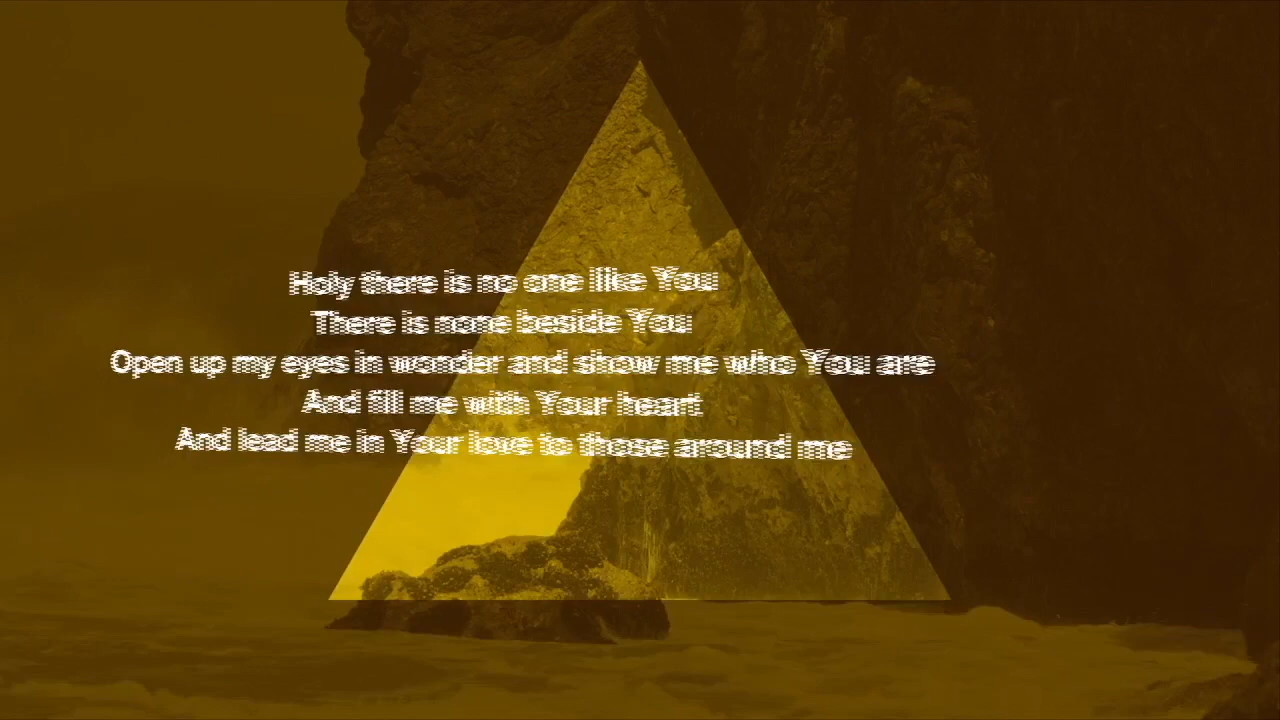 Holy there is no one like You
There is none beside You
Open up my eyes in wonder and show me who You are
And fill me with Your heart
And lead me in Your love to those around me